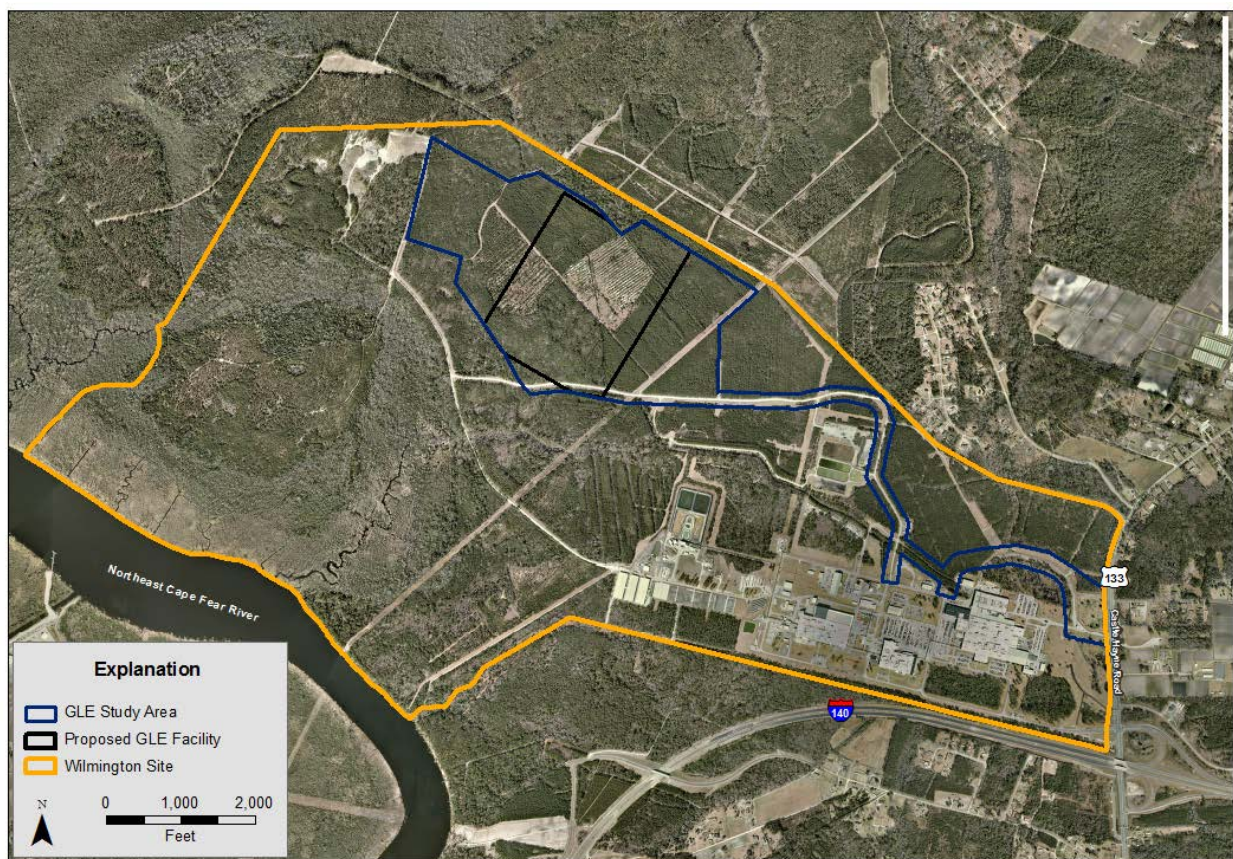 133
Castle Hayne Road
Northeast Cape Fear River
140
Explanation
GLE Study Area
Proposed GLE Facility
Wilmington Site
N
0 1,000 2,000
Feet